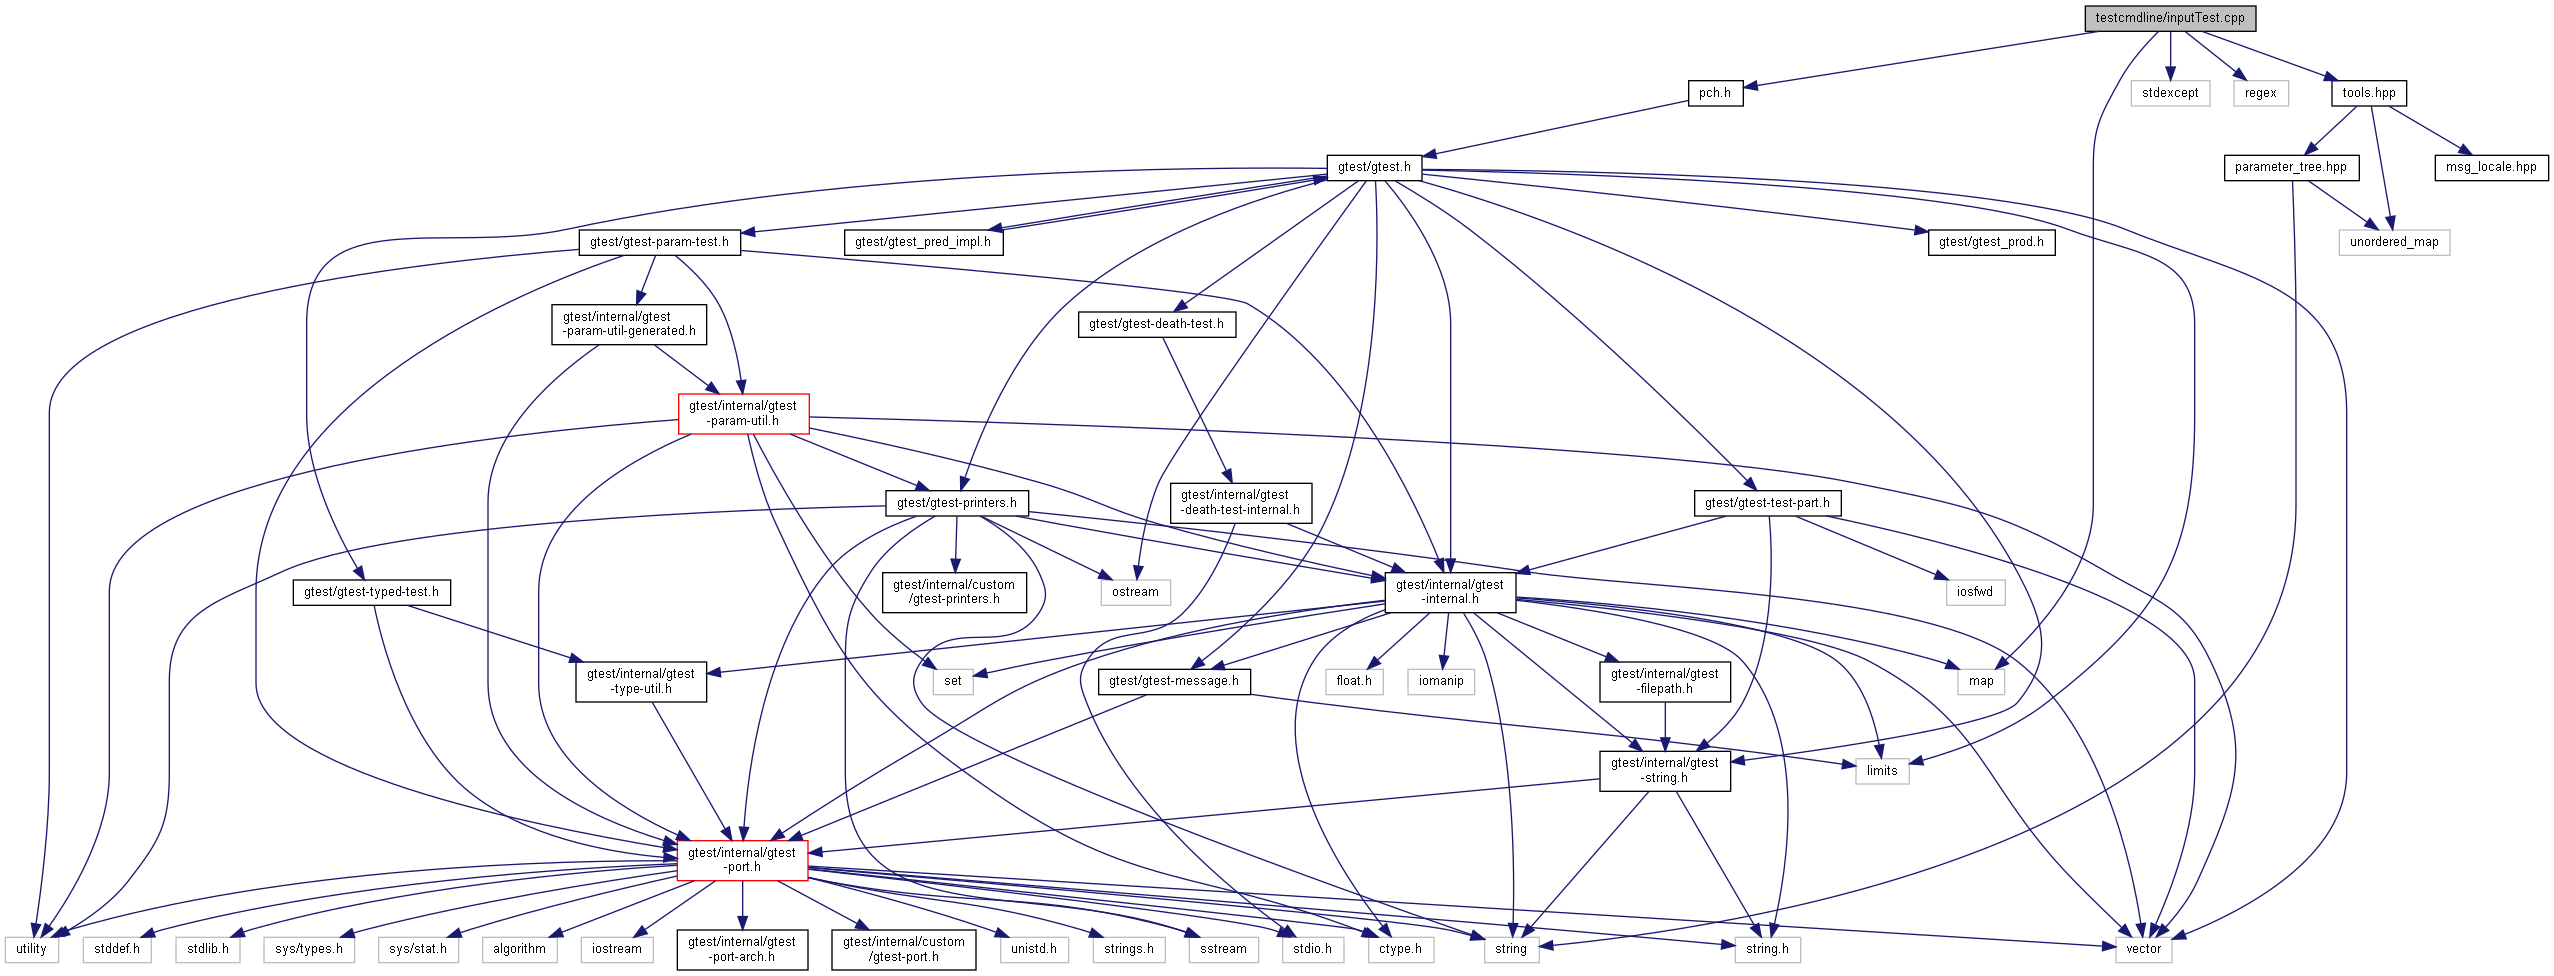 testcmdline/inputTest.cpp
pch.h
stdexcept
regex
tools.hpp
gtest/gtest.h
parameter_tree.hpp
msg_locale.hpp
gtest/gtest-param-test.h
gtest/gtest_pred_impl.h
gtest/gtest_prod.h
unordered_map
gtest/internal/gtest
-param-util-generated.h
gtest/gtest-death-test.h
gtest/internal/gtest
-param-util.h
gtest/gtest-printers.h
gtest/internal/gtest
-death-test-internal.h
gtest/gtest-test-part.h
gtest/gtest-typed-test.h
gtest/internal/custom
/gtest-printers.h
ostream
gtest/internal/gtest
-internal.h
iosfwd
gtest/internal/gtest
-type-util.h
set
gtest/gtest-message.h
float.h
iomanip
gtest/internal/gtest
-filepath.h
map
gtest/internal/gtest
-string.h
limits
gtest/internal/gtest
-port.h
utility
stddef.h
stdlib.h
sys/types.h
sys/stat.h
algorithm
iostream
gtest/internal/gtest
-port-arch.h
gtest/internal/custom
/gtest-port.h
unistd.h
strings.h
sstream
stdio.h
ctype.h
string
string.h
vector